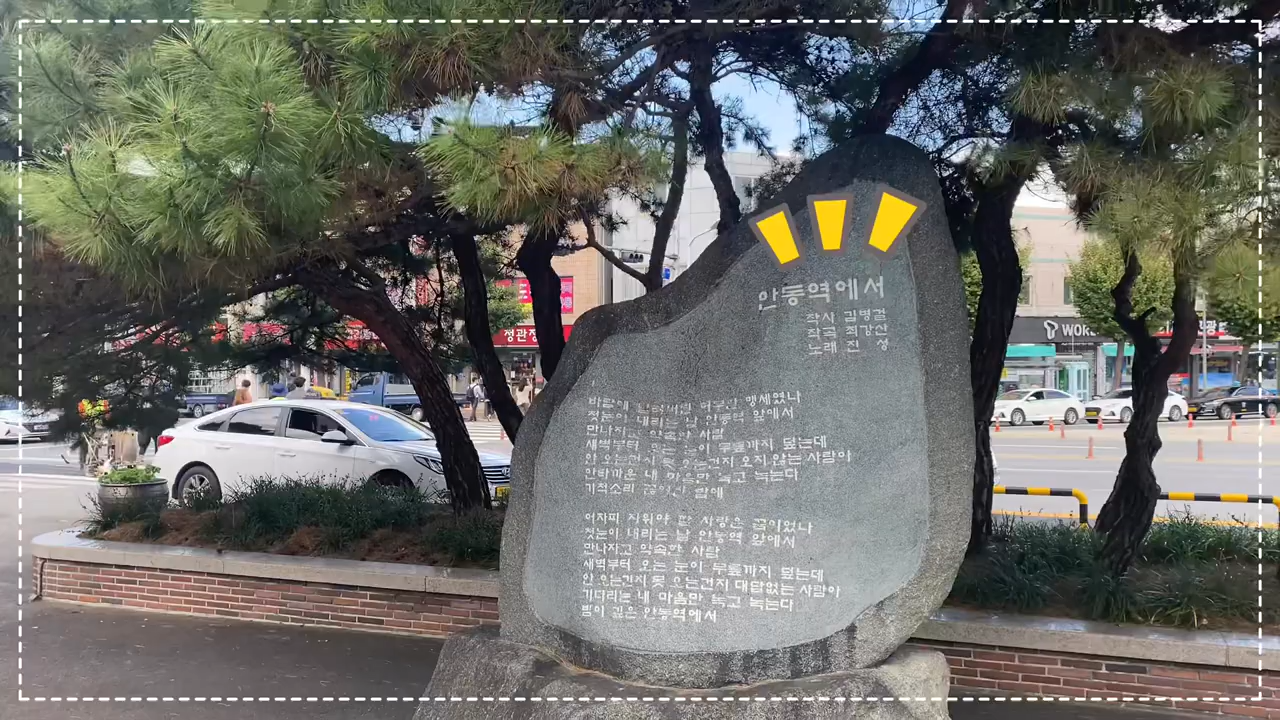 안동역에서
작사 김병걸
작곡 최강산
노래 진 성
바람에 날려버린 허무한 맹세였나
첫눈이 내리는 날 안동역 앞에서
만나자고 약속한 사람
새벽부터 오는 눈이 무릎까지 덮는데
안 오는건지 못 오는건지 오지 않는 사람아
안타까운 내 마음만 녹고 녹는다
기적소리 끊어진 밤에
어차피 지워야 할 사랑은 꿈이었나
첫눈이 내리는 날 안동역 앞에서
만나자고 약속한 사람
새벽부터 오는 눈이 무릎까지 덮는데
안 오는건지 못 오는건지 대답없는 사람아
기다리는 내 마음만 녹고 녹는다
밤이 깊은 안동역에서
정관장
WOR